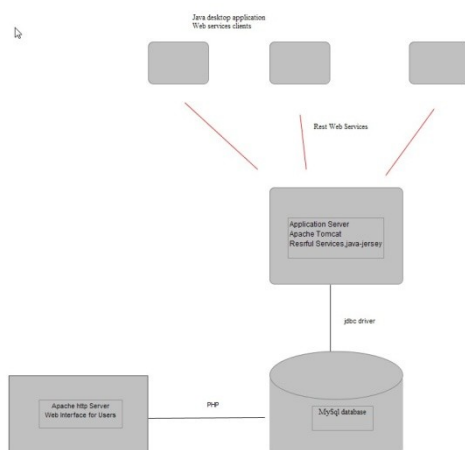 Java desktop application
Web services clients
Rest Web Services
Application Server
Apache Tomcat
Resrful Services,java-jersey
jdbc driver
Apache http Server
Web Interface for Users
PHP
MySql database